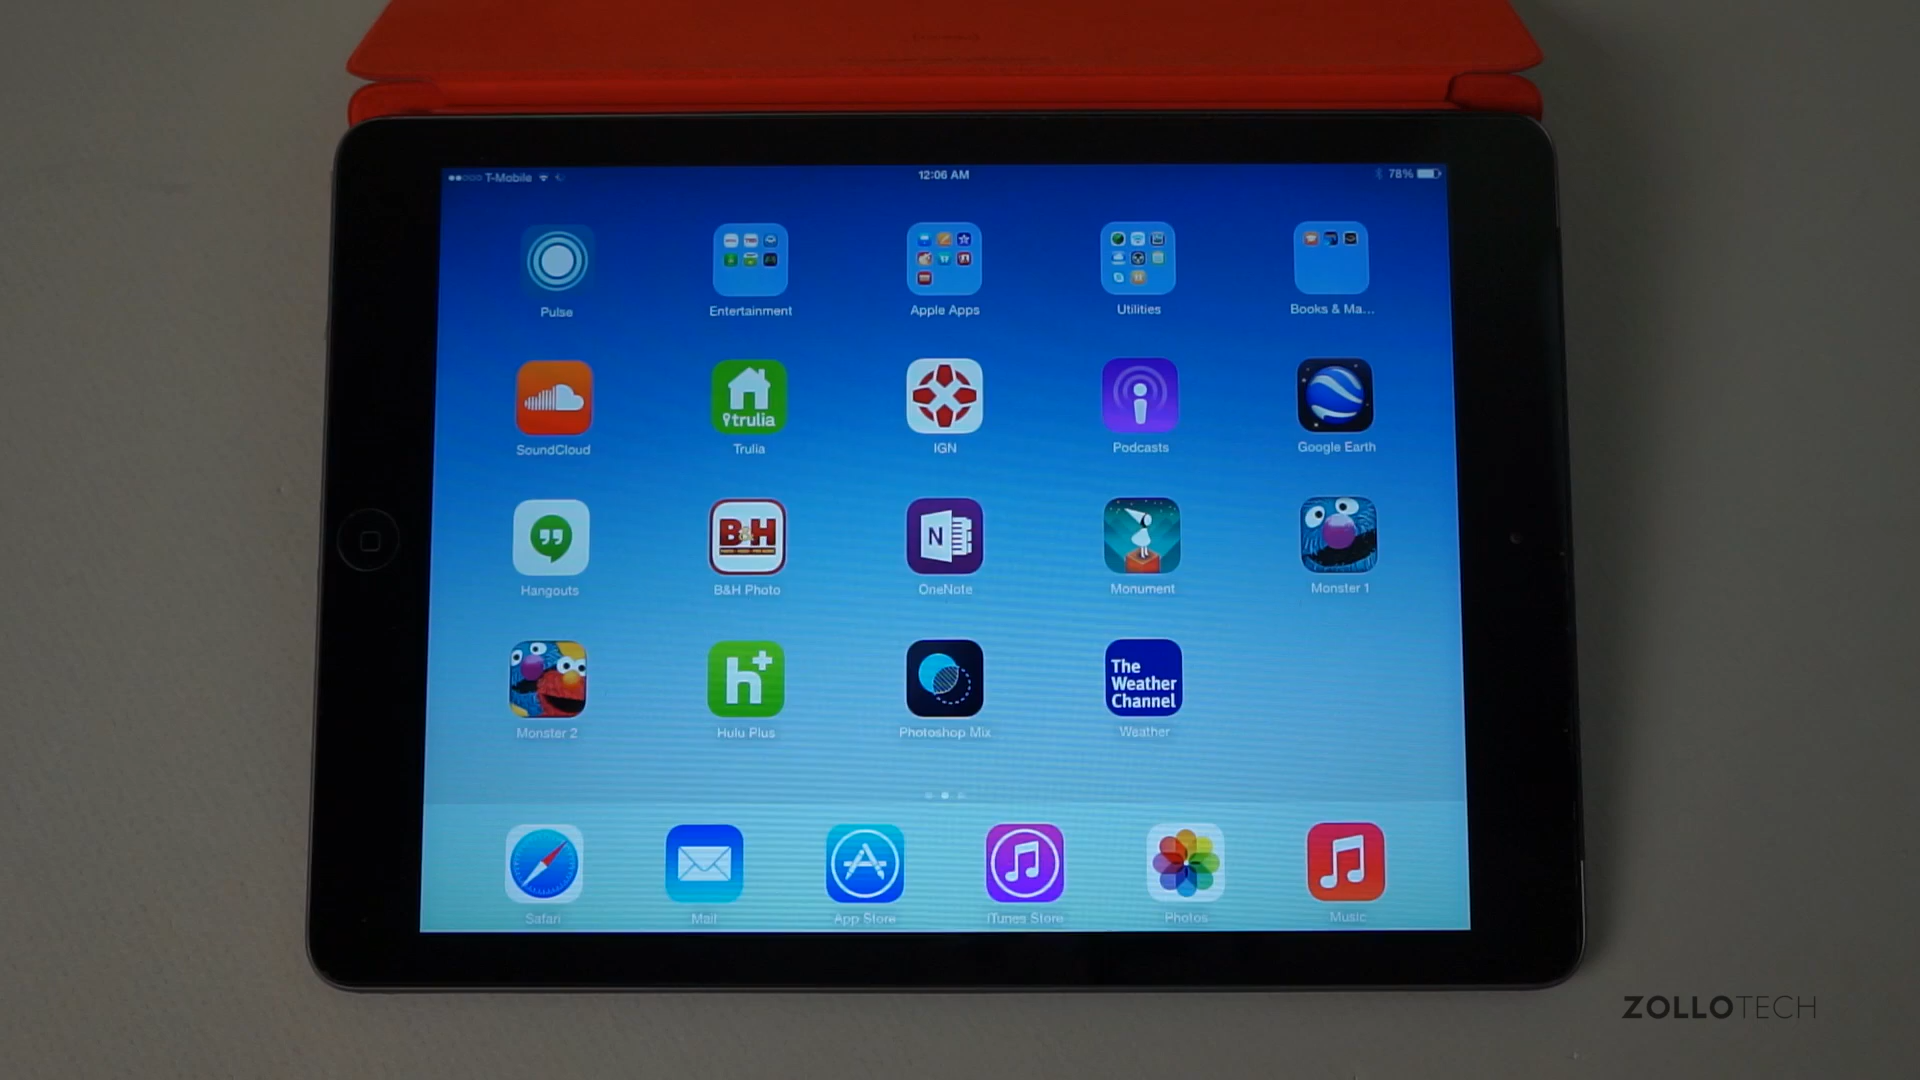 T-Mobile
12:06 AM
78%
Pulse
Entertainment
Apple Apps
Utilities
Books & Ma...
trulia
SoundCloud
Trulia
IGN
Podcasts
Google Earth
B&H
N
Hangouts
B&H Photo
OneNote
Monument
Monster 1
h+
The
Weather
Channel
Monster 2
Hulu Plus
Photoshop Mix
Weather
Safari
Mail
App Store
iTunes Store
Photos
Music
ZOLLOTECH